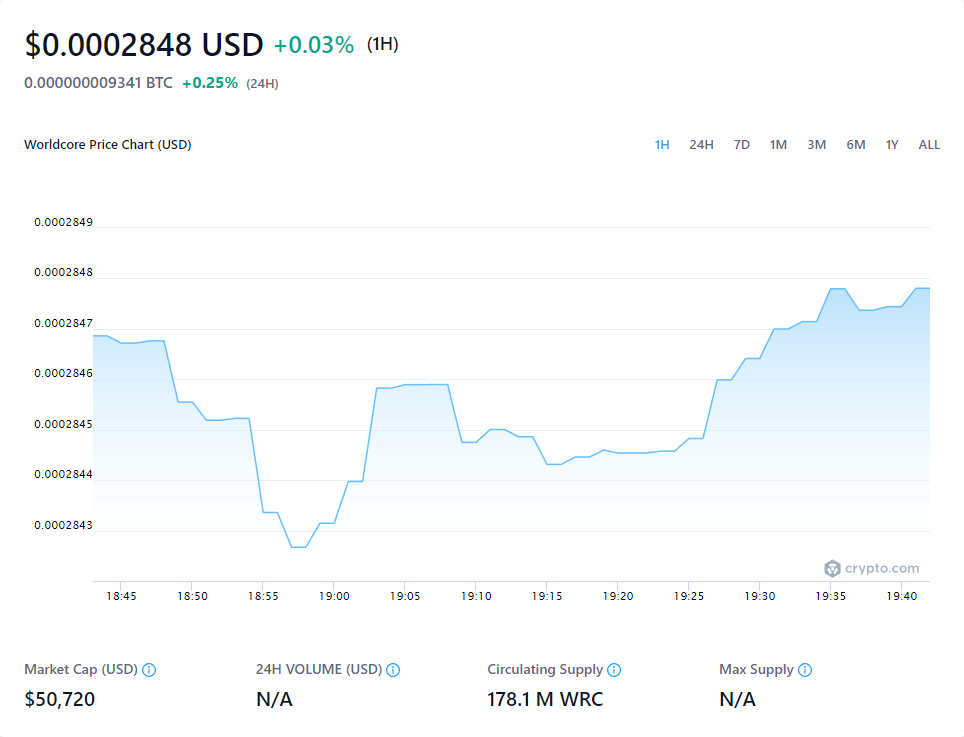 $0.0002848 USD +0.03% (1H)
0.000000009341 BTC +0.25% (24H)
Worldcore Price Chart (USD) 1H 24H 7D 1M 3M 6M 1Y ALL
0.0002849
0.0002848
0.0002847
0.0002846
0.0002845
0.0002844
0.0002843
crypto.com
18:45 18:50 18:55 19:00 19:05 19:10 19:15 19:20 19:25 19:30 19:35 19:40
Market Cap (USD) 24H VOLUME (USD) Circulating Supply Max Supply
$50,720 N/A 178.1 M WRC N/A